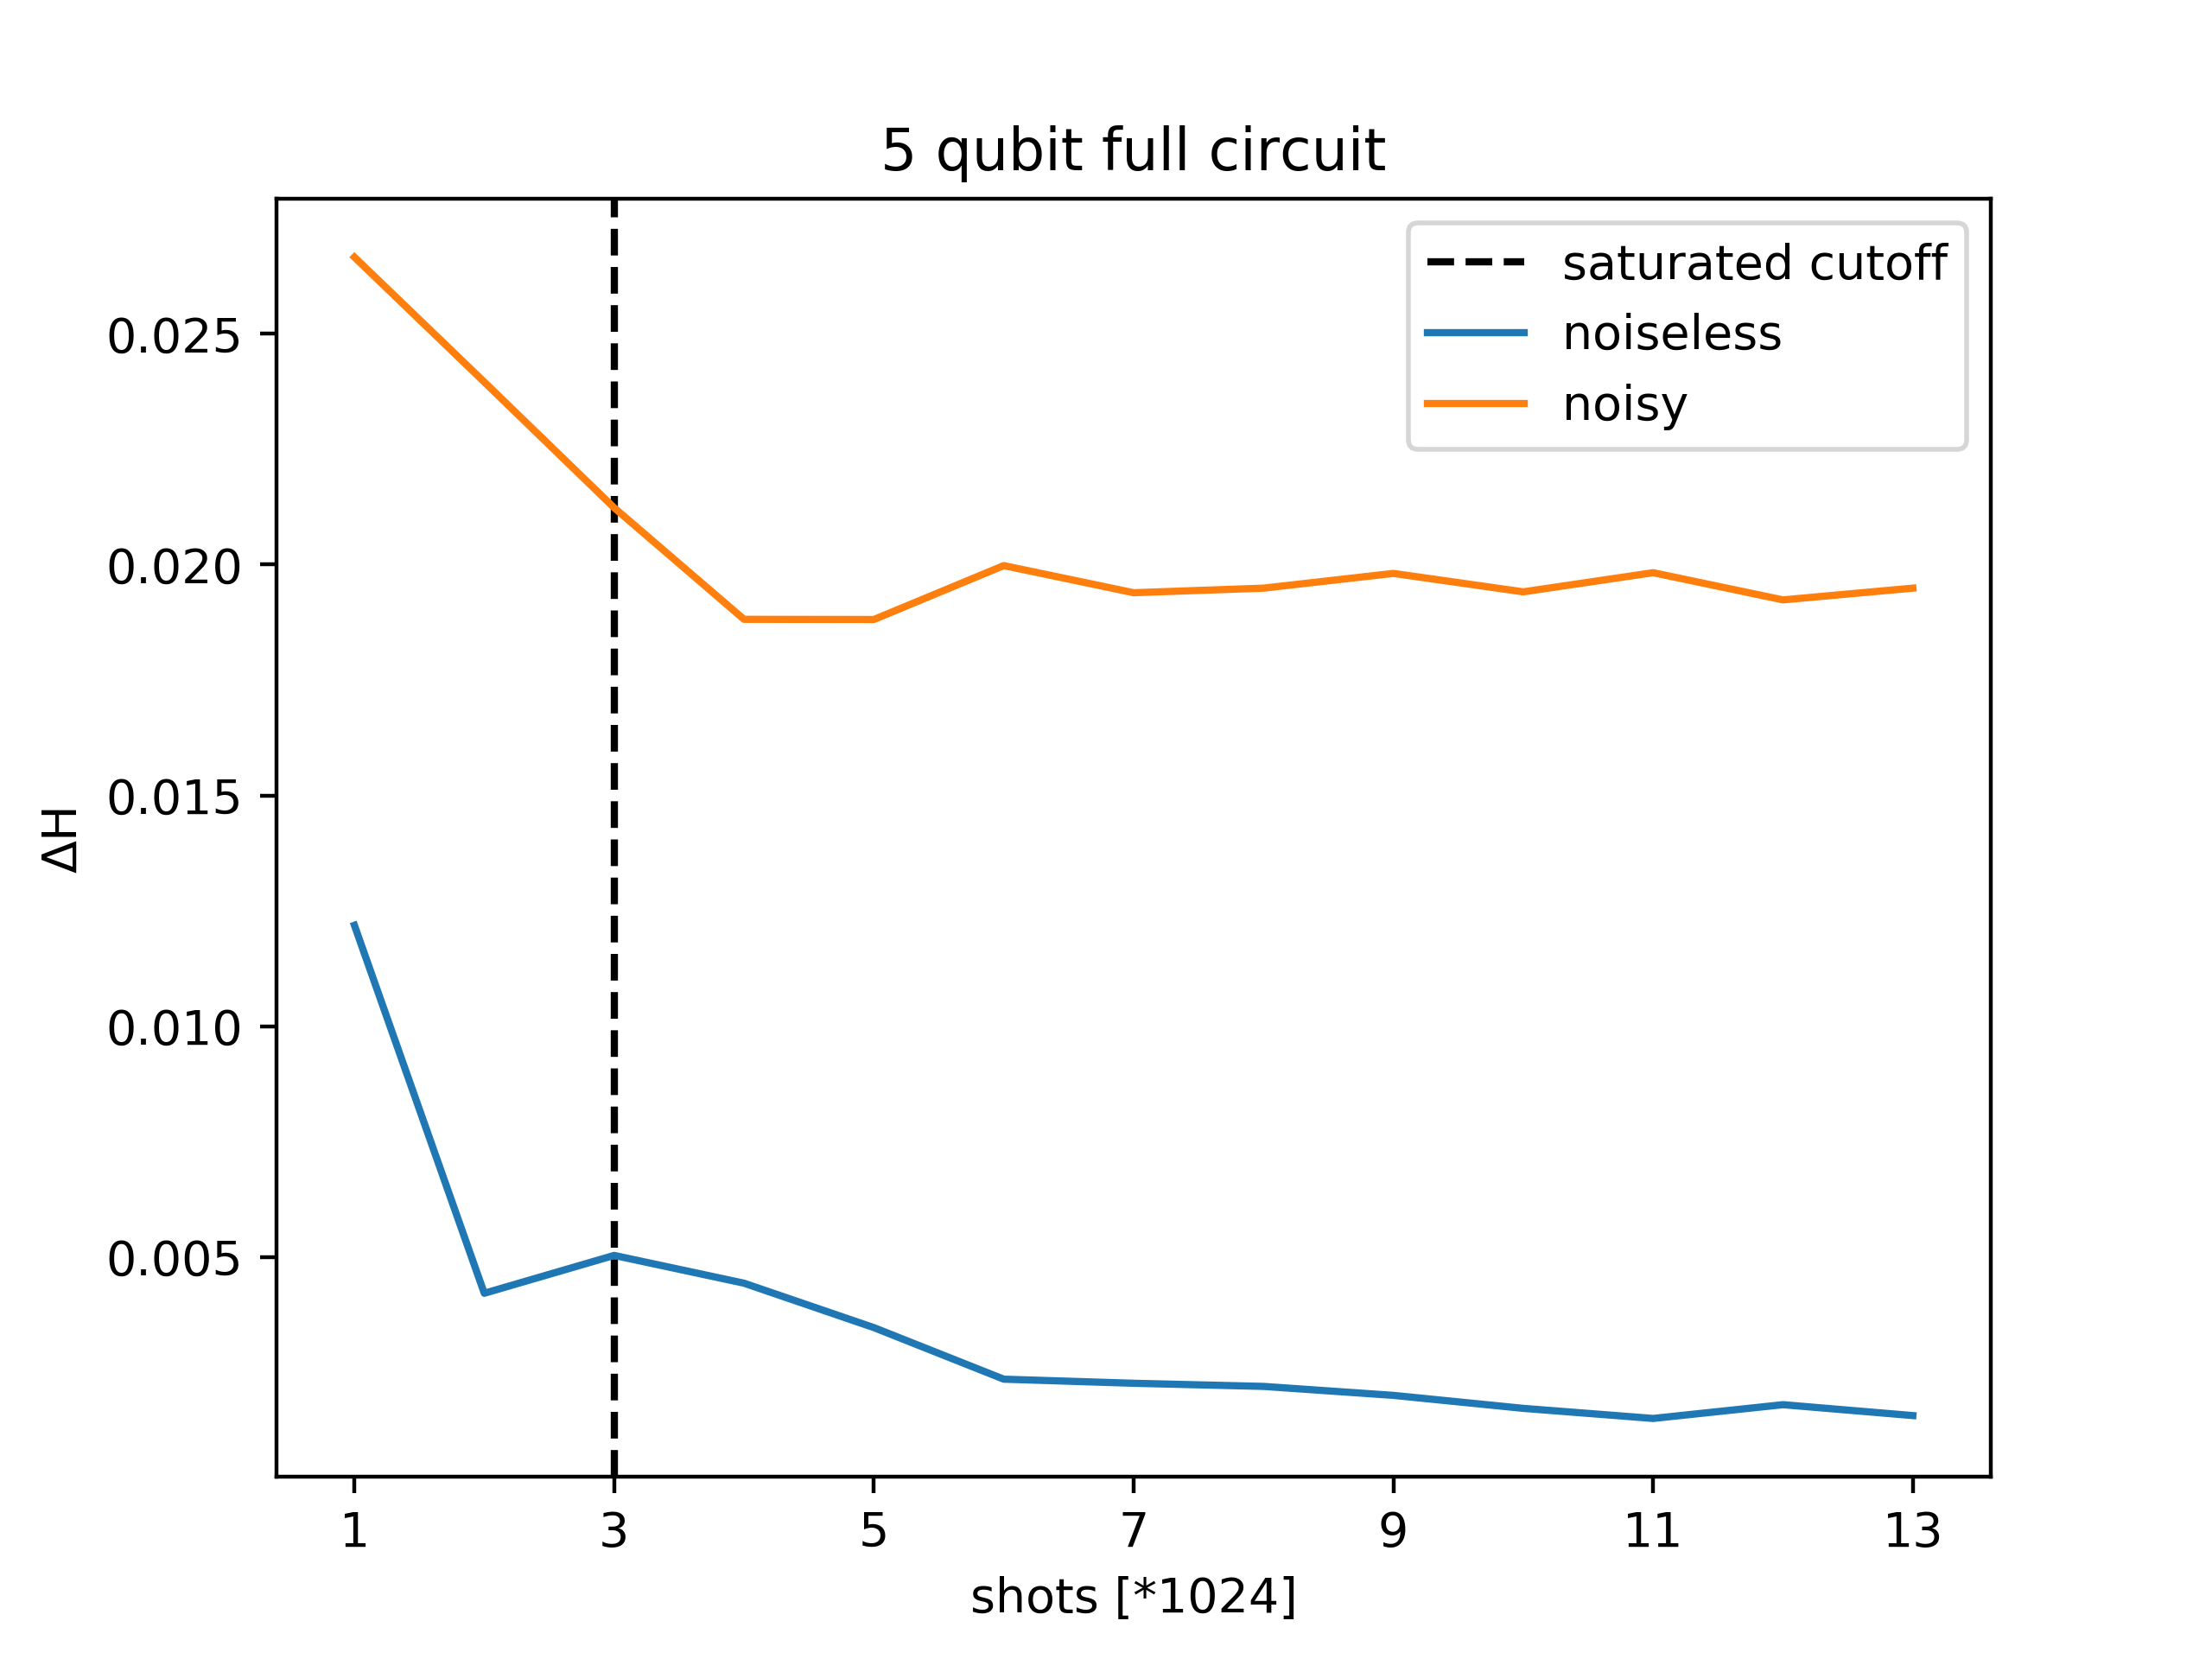 5 qubit full circuit
saturated cutoff
noiseless
noisy
ΔH
0.025
0.020
0.015
0.010
0.005
1 3 5 7 9 11 13
shots [*1024]